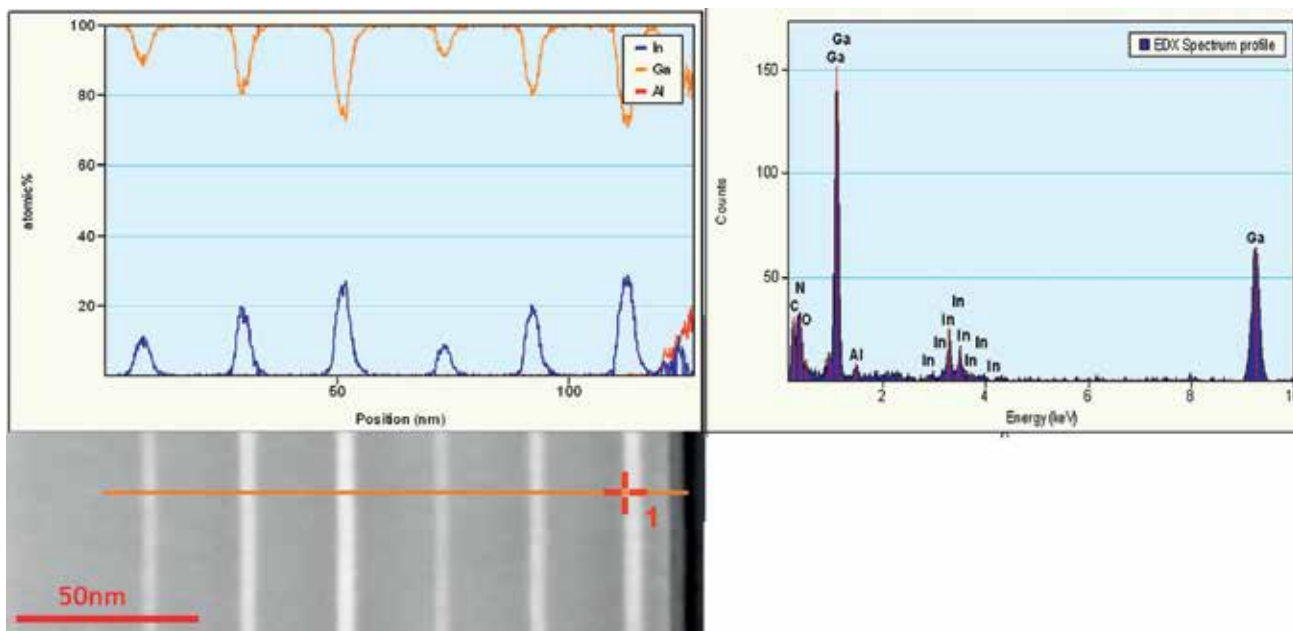 100
80
60
40
20
atomic%
50
100
Position (nm)
In
Ga
Al
150
100
50
Counts
Ga
Ga
EDX Spectrum profile
N
C
O
Al
In
In
In
In
In
In
In
Ga
2
4
6
8
10
Energy (keV)
1
50nm